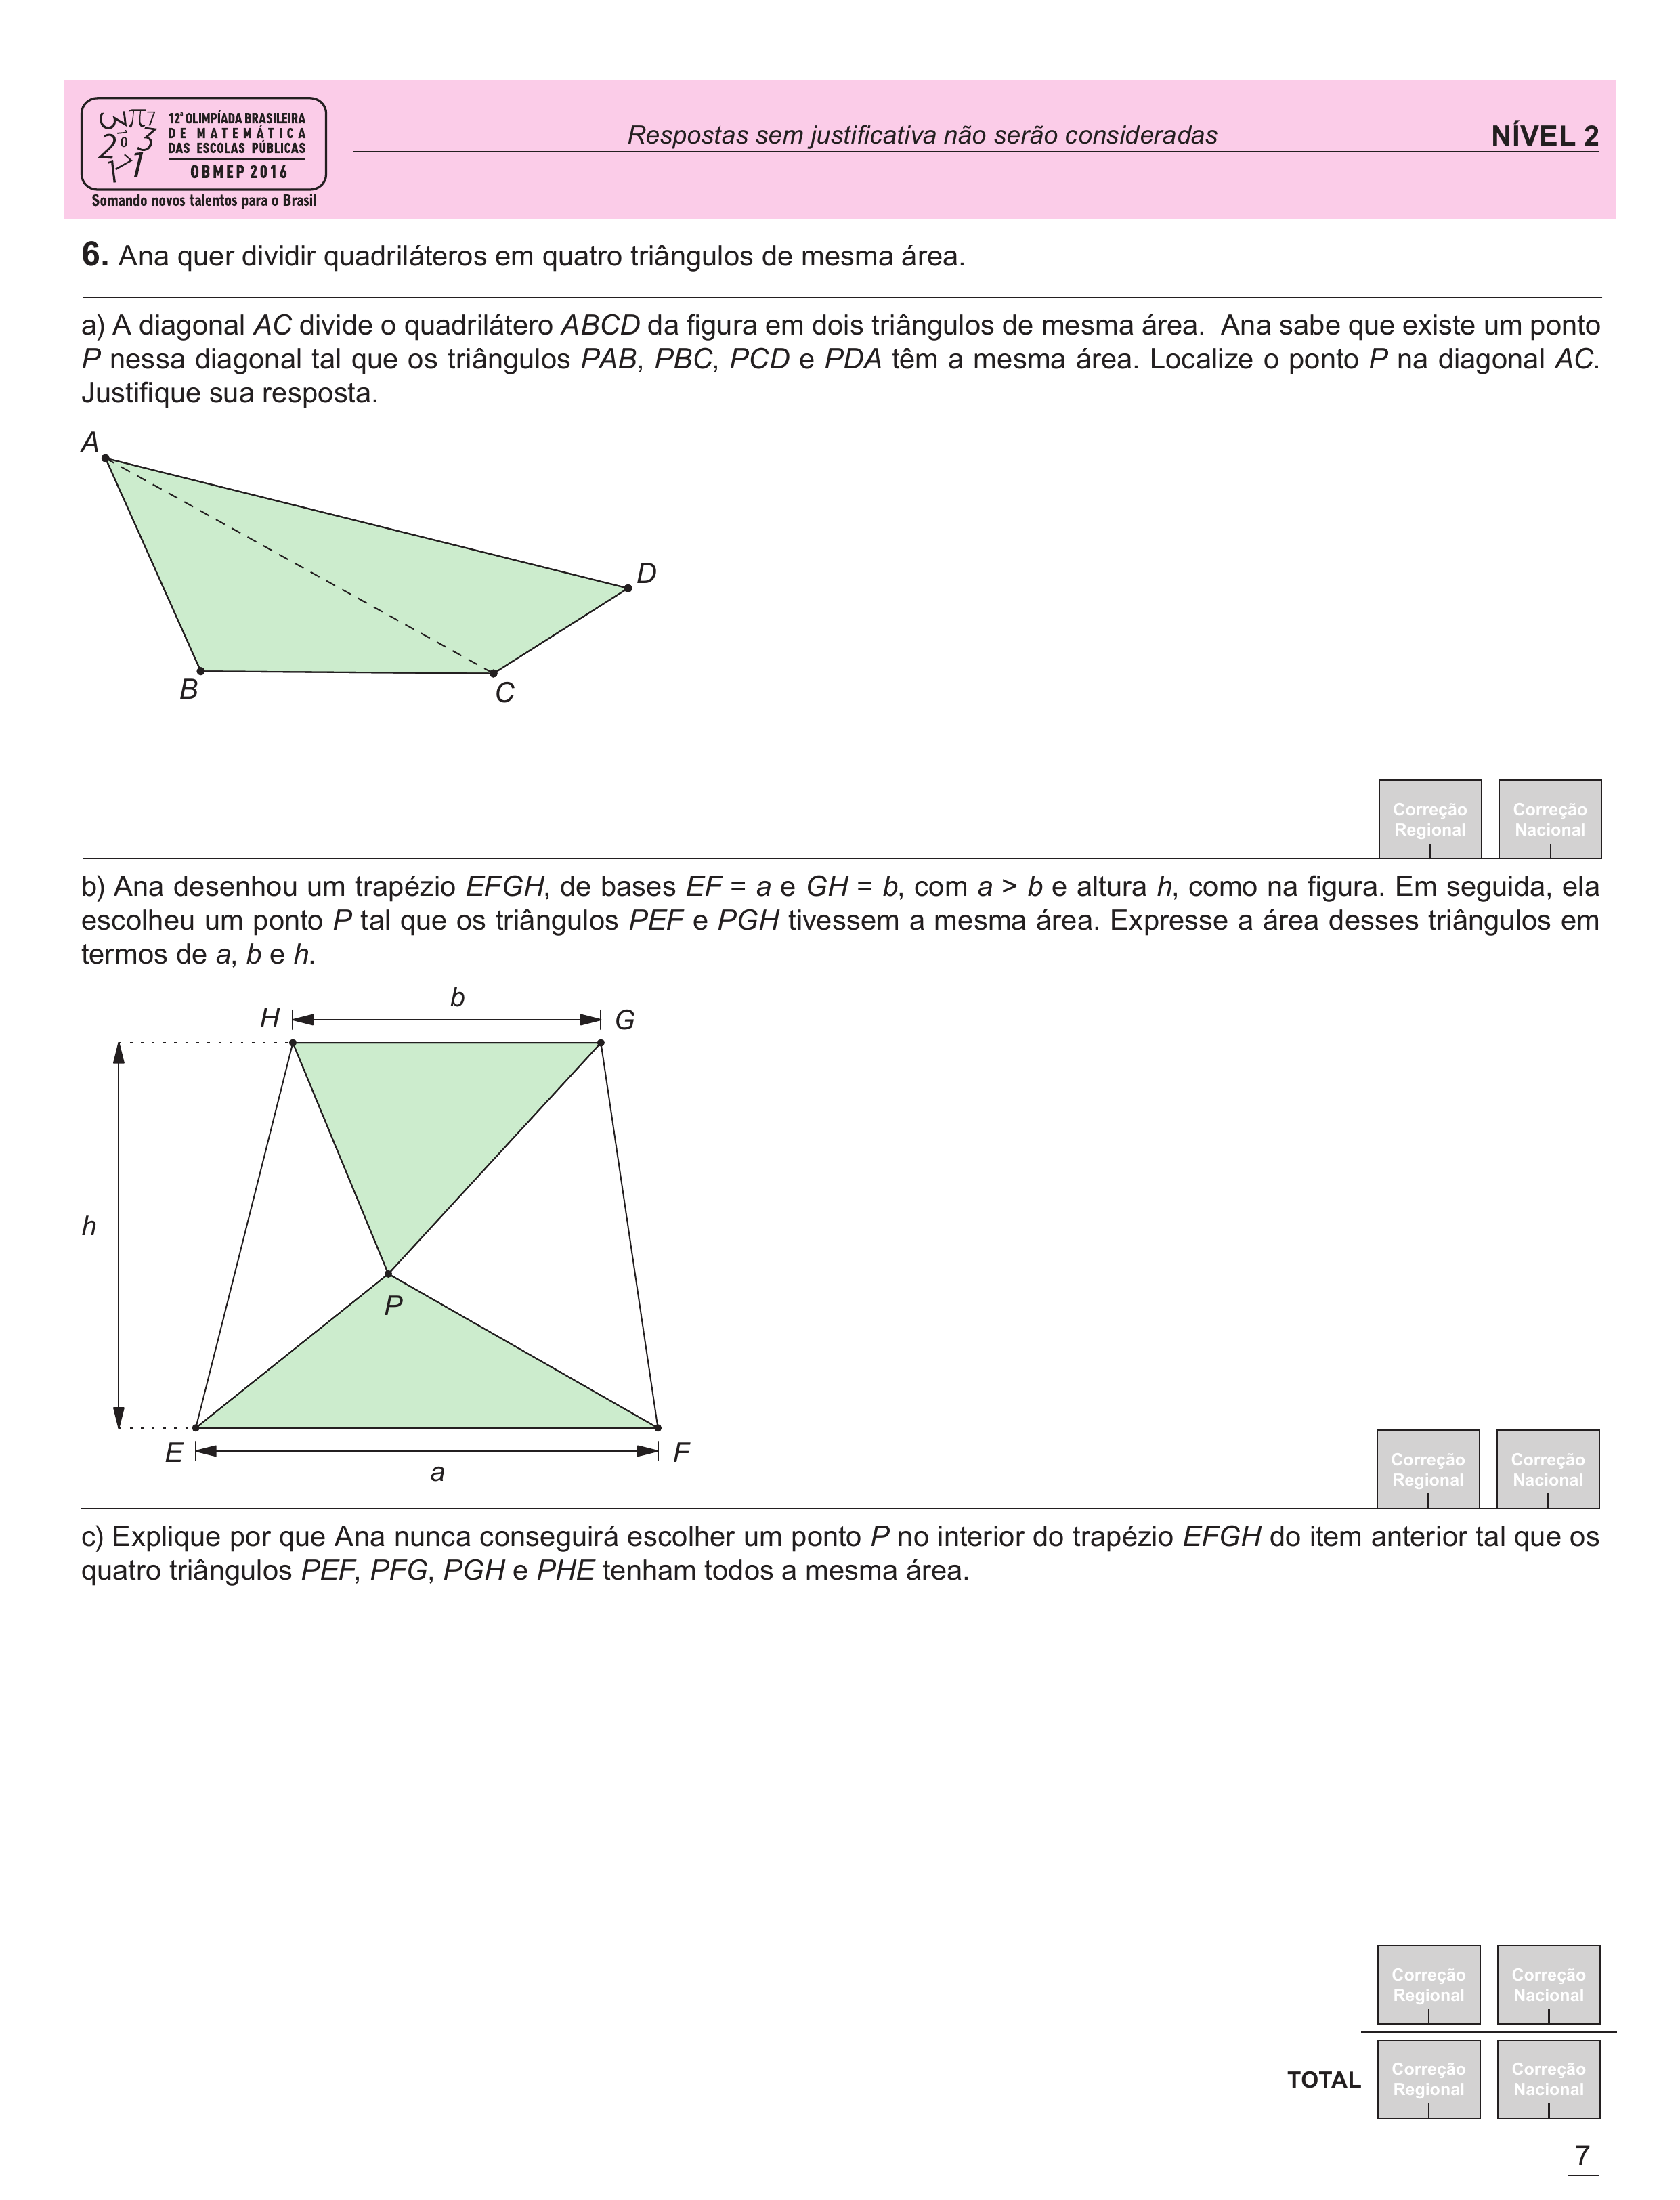 12ª OLIMPÍADA BRASILEIRA
DE MATEMÁTICA
DAS ESCOLAS PÚBLICAS
OBMEP 2016
Somando novos talentos para o Brasil
Respostas sem justificativa não serão consideradas
NÍVEL 2
6. Ana quer dividir quadriláteros em quatro triângulos de mesma área.
a) A diagonal AC divide o quadrilátero ABCD da figura em dois triângulos de mesma área. Ana sabe que existe um ponto
P nessa diagonal tal que os triângulos PAB, PBC, PCD e PDA têm a mesma área. Localize o ponto P na diagonal AC.
Justifique sua resposta.
A
D
B
C
Correção
Regional
Correção
Nacional
b) Ana desenhou um trapézio EFGH, de bases EF = a e GH = b, com a > b e altura h, como na figura. Em seguida, ela
escolheu um ponto P tal que os triângulos PEF e PGH tivessem a mesma área. Expresse a área desses triângulos em
termos de a, b e h.
b
H
G
h
P
E
F
a
Correção
Regional
Correção
Nacional
c) Explique por que Ana nunca conseguirá escolher um ponto P no interior do trapézio EFGH do item anterior tal que os
quatro triângulos PEF, PFG, PGH e PHE tenham todos a mesma área.
Correção
Regional
Correção
Nacional
TOTAL
Correção
Regional
Correção
Nacional
7